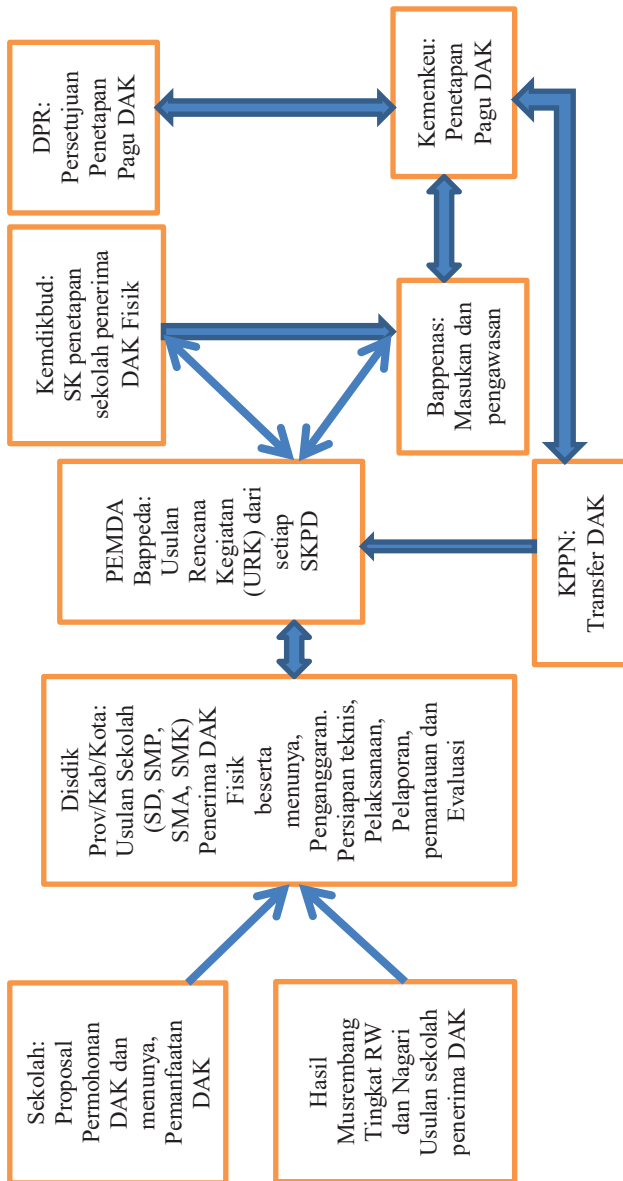 Sekolah:
Proposal
Permohonan
DAK dan
menunya,
Pemanfaatan
DAK
Hasil
Musrembang
Tingkat RW
dan Nagari
Usulan sekolah
penerima DAK
Disdik
Prov/Kab/Kota:
Usulan Sekolah
(SD, SMP,
SMA, SMK)
Penerima DAK
Fisik
beserta
menunya,
Penganggaran.
Persiapan teknis,
Pelaksanaan,
Pelaporan,
pemantauan dan
Evaluasi
PEMDA
Bappeda:
Usulan
Rencana
Kegiatan
(URK) dari
setiap
SKPD
KPPN:
Transfer DAK
Kemdikbud:
SK penetapan
sekolah penerima
DAK Fisik
Bappenas:
Masukan dan
pengawasan
DPR:
Persetujuan
Penetapan
Pagu DAK
Kemenkeu:
Penetapan
Pagu DAK